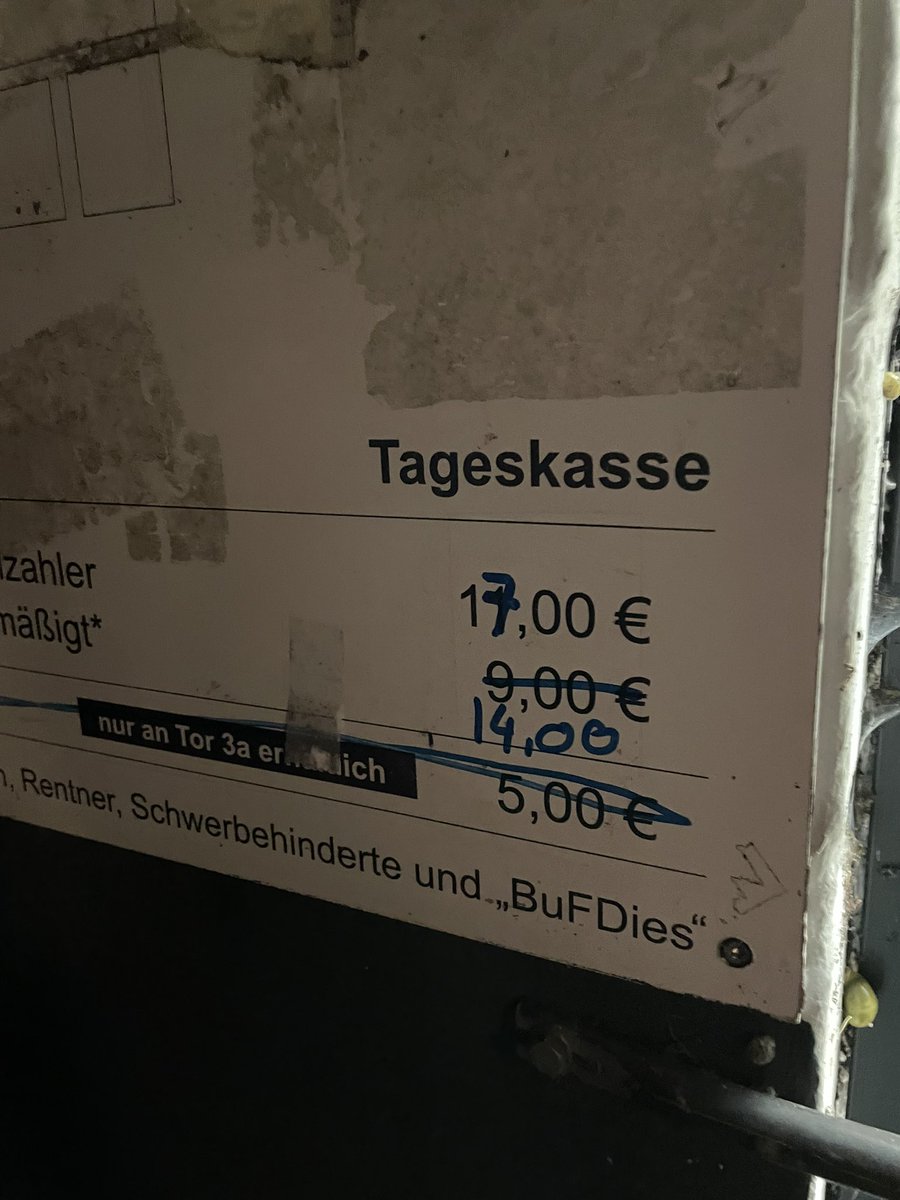 Tageskasse
zahler
17,00 €
mäßigt*
9,00 €
14,00
nur an Tor 3a erhältlich
5,00 €
n, Rentner, Schwerbehinderte und „BuFDies“